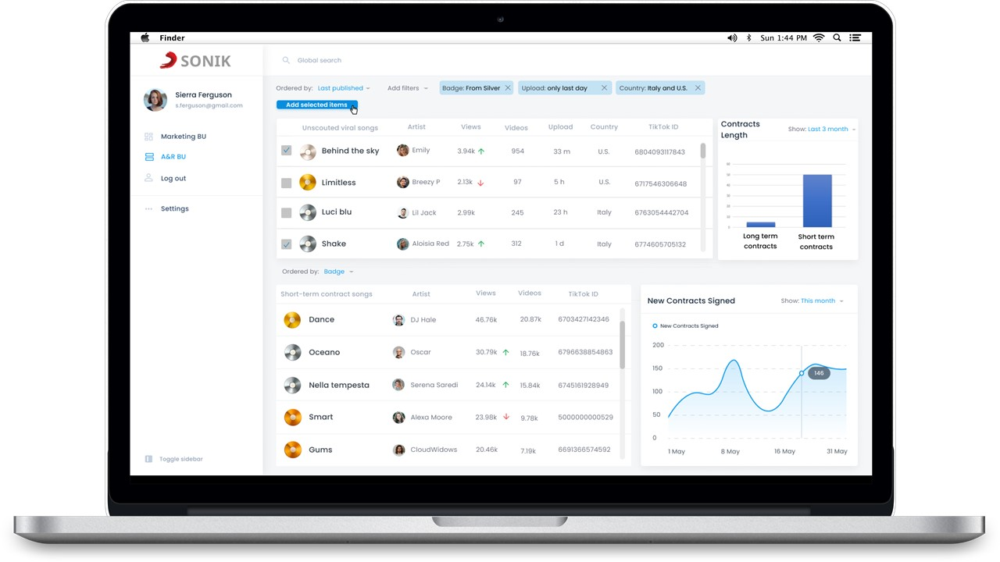 Finder
Sun 1:44 PM
SONIK
Global search
Sierra Ferguson
s.ferguson@gmail.com
Marketing BU
A&R BU
Log out
Settings
Toggle sidebar
Ordered by: Last published
Add filters
Badge: From Silver
Upload: only last day
Country: Italy and U.S.
Add selected items
Unscouted viral songs Artist Views Videos Upload Country TikTok ID
Behind the sky Emily 3.94k 954 33 m U.S. 6804093117843
Limitless Breezy P 2.13k 97 5 h U.S. 6717546306648
Luci blu Lil Jack 2.99k 245 23 h Italy 6763054442704
Shake Aloisia Red 2.75k 312 1 d Italy 6774605705132
Contracts
Length
Show: Last 3 month
60
50
40
30
20
10
0
Long term
contracts
Short term
contracts
Ordered by: Badge
Short-term contract songs Artist Views Videos TikTok ID
Dance DJ Hale 46.76k 20.87k 6703427142346
Oceano Oscar 30.79k 18.76k 6796638854863
Nella tempesta Serena Saredi 24.14k 15.84k 6745161928949
Smart Alexa Moore 23.98k 9.78k 5000000000529
Gums CloudWidows 20.46k 7.19k 6691366574592
New Contracts Signed
Show: This month
New Contracts Signed
200
150
100
50
0
146
1 May 8 May 16 May 31 May